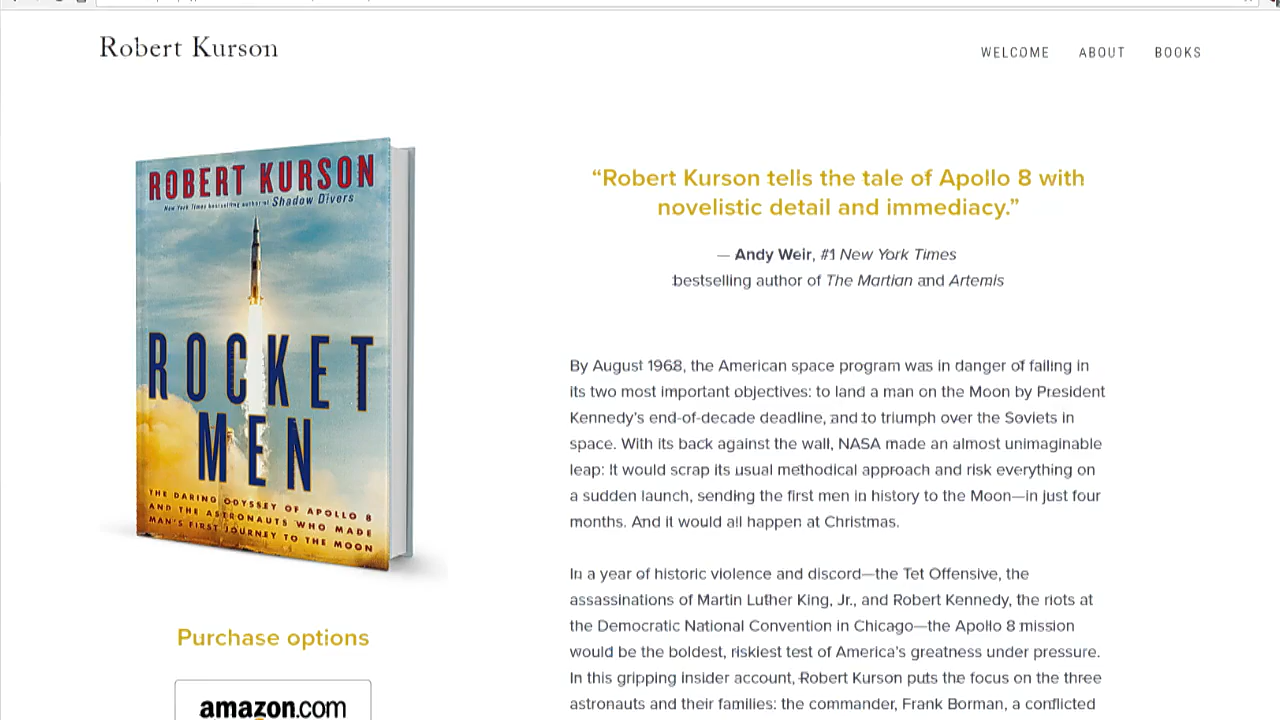 Robert Kurson
WELCOME ABOUT BOOKS
ROBERT KURSON
New York Times bestselling author of Shadow Divers
ROCKET
MEN
THE DARING ODYSSEY OF APOLLO 8
AND THE ASTRONAUTS WHO MADE
MAN'S FIRST JOURNEY TO THE MOON
Purchase options
amazon.com
“Robert Kurson tells the tale of Apollo 8 with
novelistic detail and immediacy.”
— Andy Weir, #1 New York Times
bestselling author of The Martian and Artemis
By August 1968, the American space program was in danger of failing in
its two most important objectives: to land a man on the Moon by President
Kennedy’s end-of-decade deadline, and to triumph over the Soviets in
space. With its back against the wall, NASA made an almost unimaginable
leap: It would scrap its usual methodical approach and risk everything on
a sudden launch, sending the first men in history to the Moon—in just four
months. And it would all happen at Christmas.
In a year of historic violence and discord—the Tet Offensive, the
assassinations of Martin Luther King, Jr., and Robert Kennedy, the riots at
the Democratic National Convention in Chicago—the Apollo 8 mission
would be the boldest, riskiest test of America’s greatness under pressure.
In this gripping insider account, Robert Kurson puts the focus on the three
astronauts and their families: the commander, Frank Borman, a conflicted